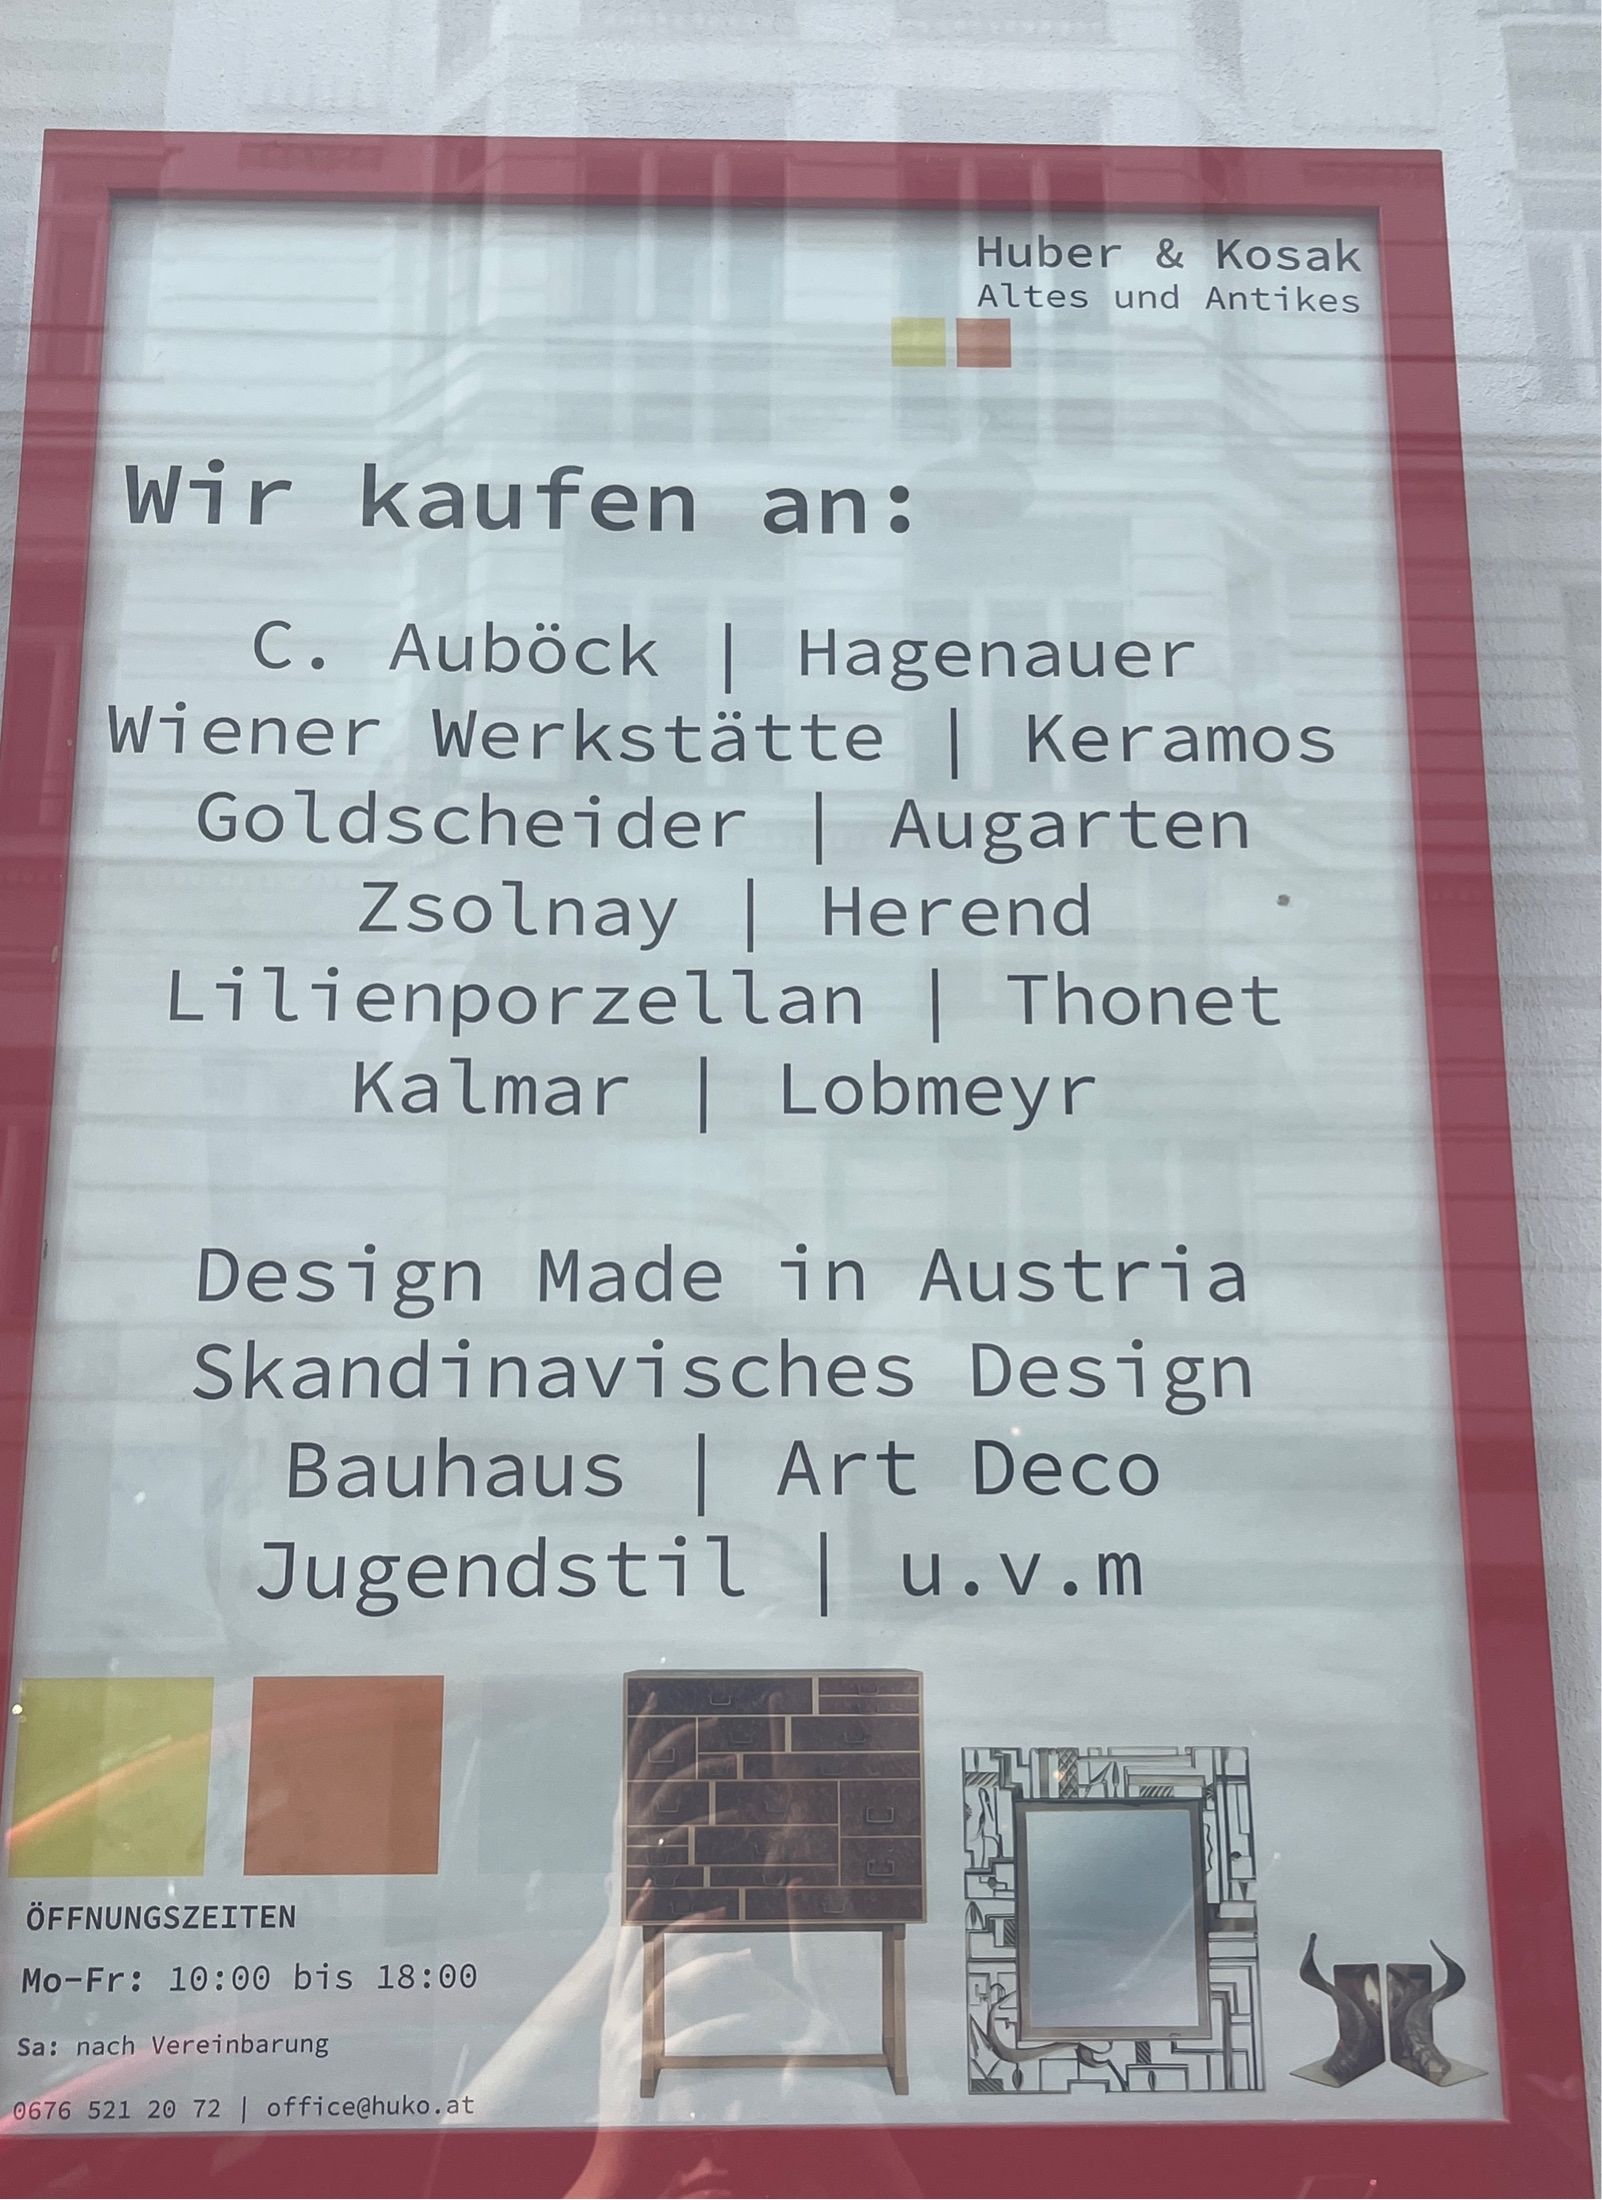 Huber & Kosak
Altes und Antikes
Wir kaufen an:
C. Auböck | Hagenauer
Wiener Werkstätte | Keramos
Goldscheider | Augarten
Zsolnay | Herend
Lilienporzellan | Thonet
Kalmar | Lobmeyr
Design Made in Austria
Skandinavisches Design
Bauhaus | Art Deco
Jugendstil | u.v.m
ÖFFNUNGSZEITEN
Mo-Fr: 10:00 bis 18:00
Sa: nach Vereinbarung
0676 521 20 72 | office@huko.at